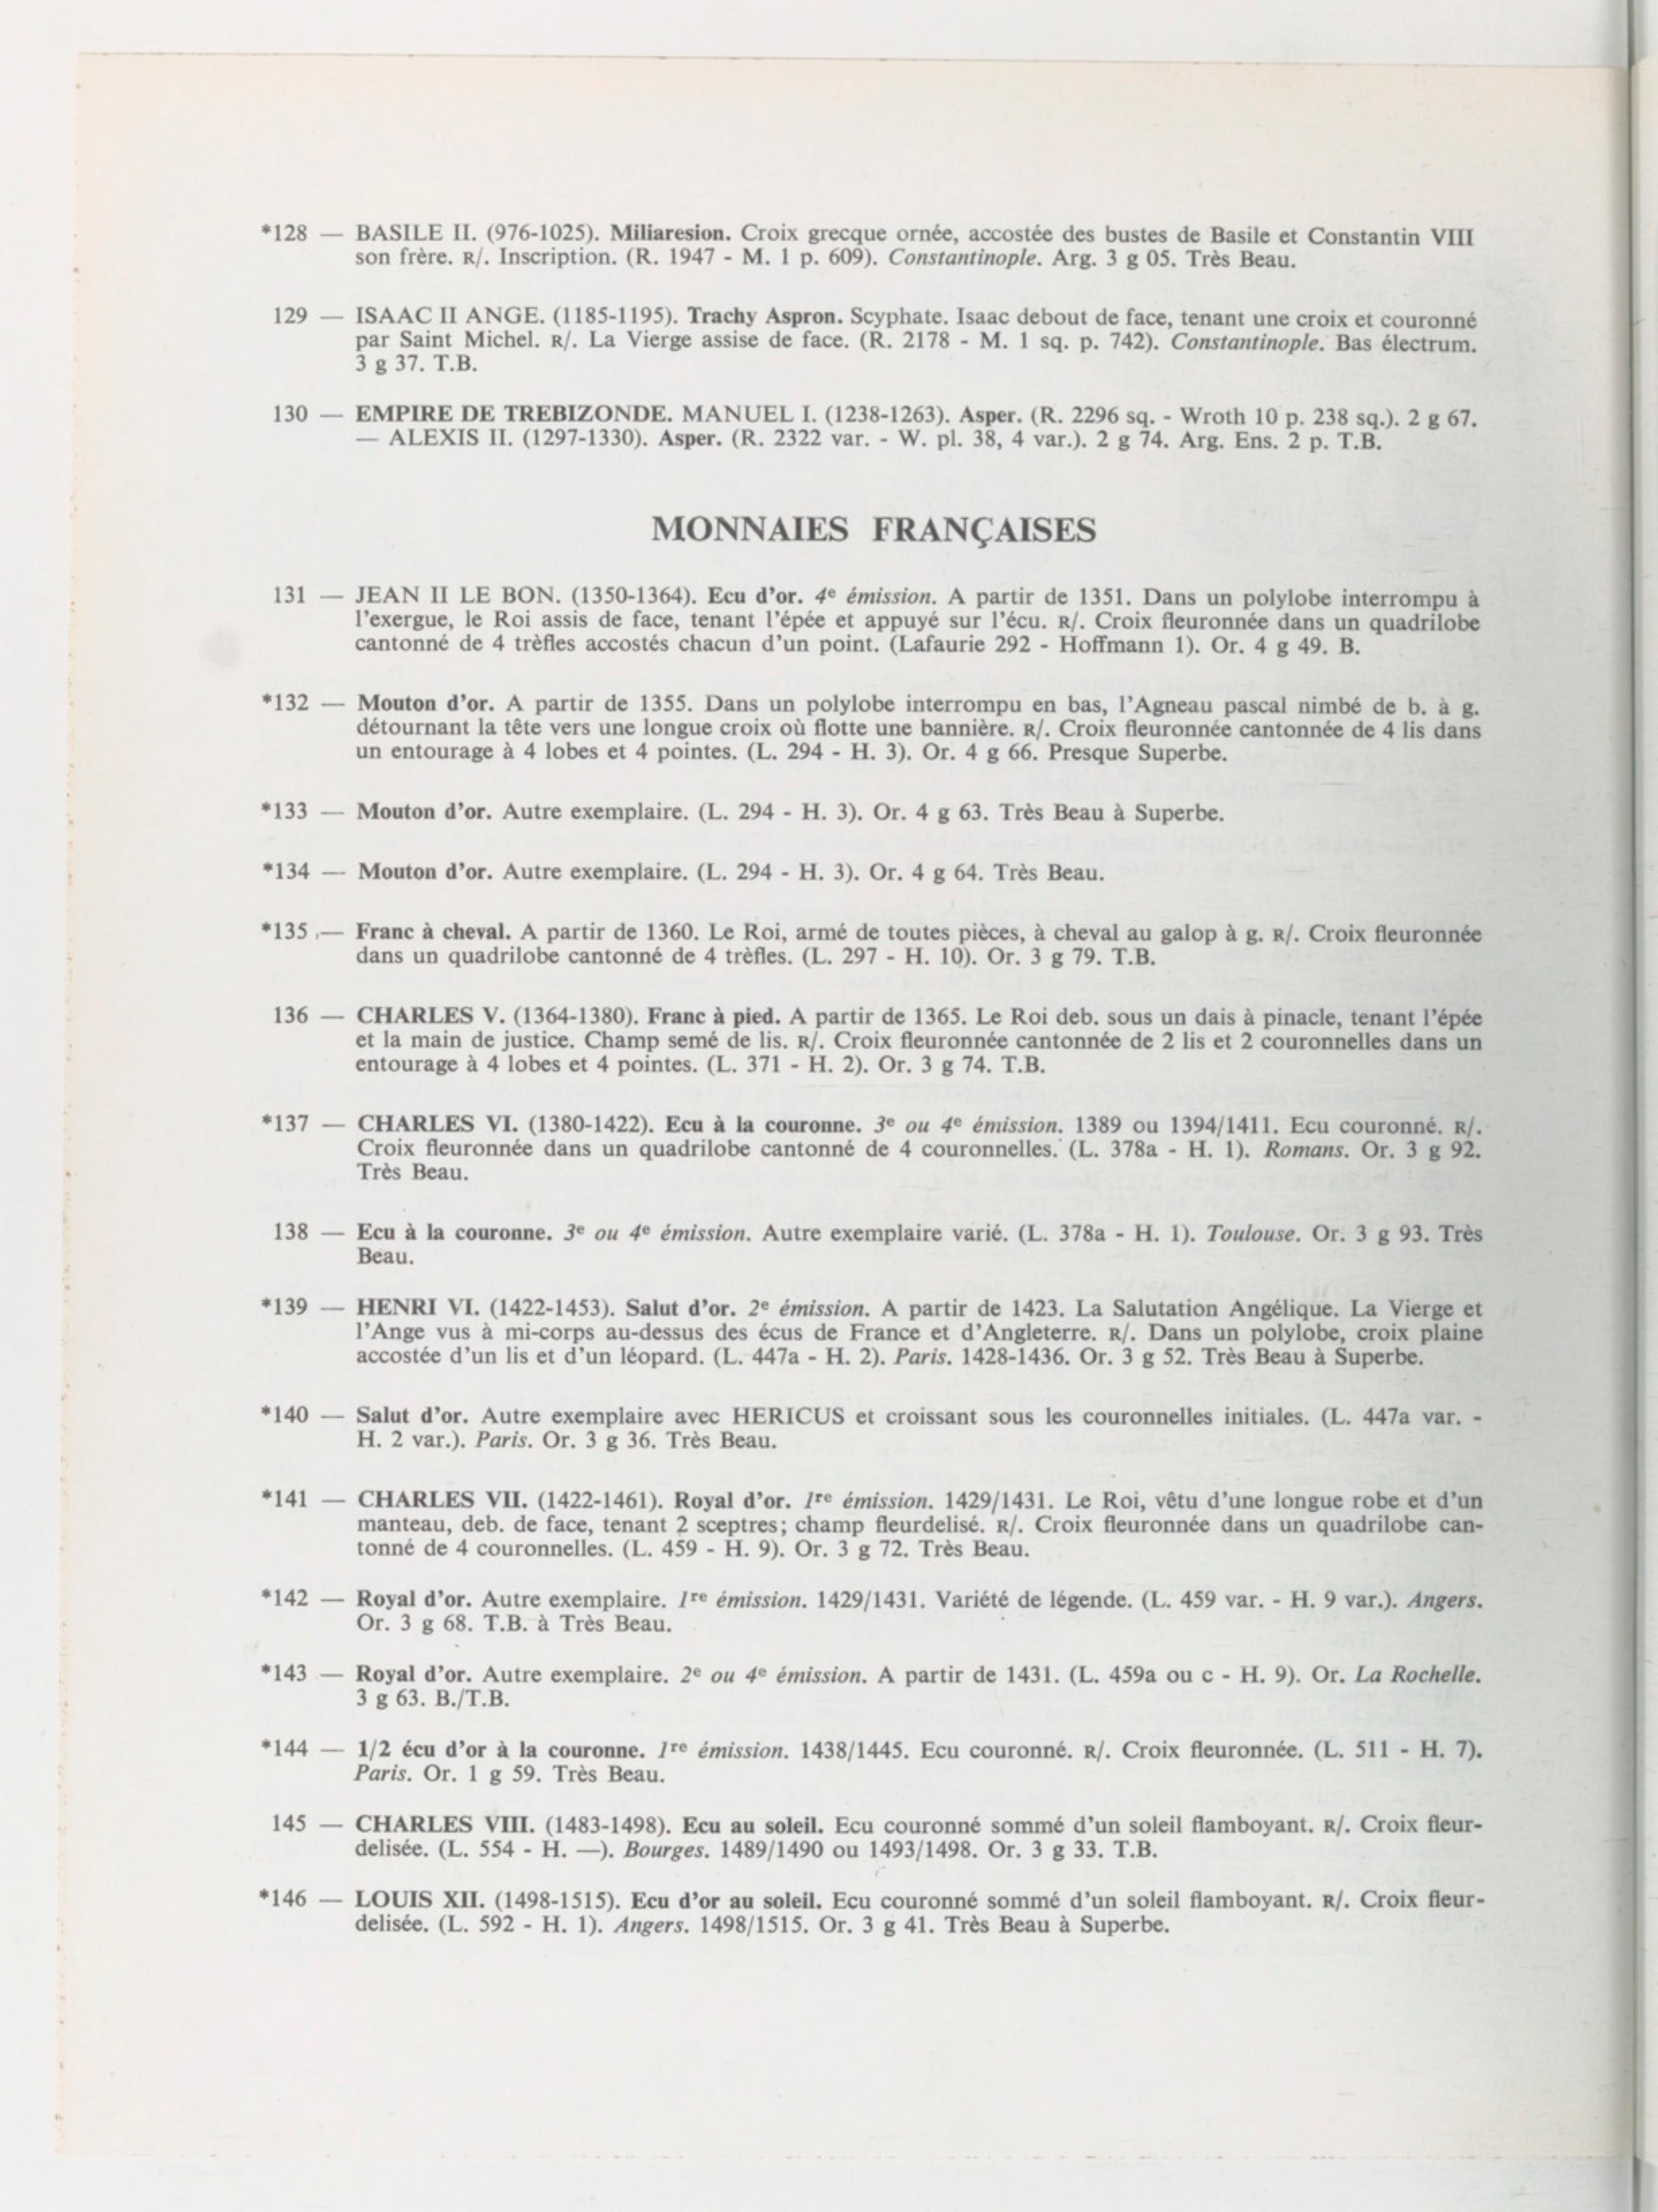 *128 — BASILE II. (976-1025). Miliaresion. Croix grecque ornée, accostée des bustes de Basile et Constantin VIII
son frère. R/. Inscription. (R. 1947 - M. 1 p. 609). Constantinople. Arg. 3 g 05. Très Beau.
129 — ISAAC II ANGE. (1185-1195). Trachy Aspron. Scyphate. Isaac debout de face, tenant une croix et couronné
par Saint Michel. R/. La Vierge assise de face. (R. 2178 - M. 1 sq. p. 742). Constantinople. Bas électrum.
3 g 37. T.B.
130 — EMPIRE DE TREBIZONDE. MANUEL I. (1238-1263). Asper. (R. 2296 sq. - Wroth 10 p. 238 sq.). 2 g 67.
— ALEXIS II. (1297-1330). Asper. (R. 2322 var. - W. pl. 38, 4 var.). 2 g 74. Arg. Ens. 2 p. T.B.
MONNAIES FRANÇAISES
131 — JEAN II LE BON. (1350-1364). Ecu d'or. 4e émission. A partir de 1351. Dans un polylobe interrompu à
l'exergue, le Roi assis de face, tenant l'épée et appuyé sur l'écu. R/. Croix fleuronnée dans un quadrilobe
cantonné de 4 trèfles accostés chacun d'un point. (Lafaurie 292 - Hoffmann 1). Or. 4 g 49. B.
*132 — Mouton d'or. A partir de 1355. Dans un polylobe interrompu en bas, l'Agneau pascal nimbé de b. à g.
détournant la tête vers une longue croix où flotte une bannière. R/. Croix fleuronnée cantonnée de 4 lis dans
un entourage à 4 lobes et 4 pointes. (L. 294 - H. 3). Or. 4 g 66. Presque Superbe.
*133 — Mouton d'or. Autre exemplaire. (L. 294 - H. 3). Or. 4 g 63. Très Beau à Superbe.
*134 — Mouton d'or. Autre exemplaire. (L. 294 - H. 3). Or. 4 g 64. Très Beau.
*135 — Franc à cheval. A partir de 1360. Le Roi, armé de toutes pièces, à cheval au galop à g. R/. Croix fleuronnée
dans un quadrilobe cantonné de 4 trèfles. (L. 297 - H. 10). Or. 3 g 79. T.B.
136 — CHARLES V. (1364-1380). Franc à pied. A partir de 1365. Le Roi deb. sous un dais à pinacle, tenant l'épée
et la main de justice. Champ semé de lis. R/. Croix fleuronnée cantonnée de 2 lis et 2 couronnelles dans un
entourage à 4 lobes et 4 pointes. (L. 371 - H. 2). Or. 3 g 74. T.B.
*137 — CHARLES VI. (1380-1422). Ecu à la couronne. 3e ou 4e émission. 1389 ou 1394/1411. Ecu couronné. R/.
Croix fleuronnée dans un quadrilobe cantonné de 4 couronnelles. (L. 378a - H. 1). Romans. Or. 3 g 92.
Très Beau.
138 — Ecu à la couronne. 3e ou 4e émission. Autre exemplaire varié. (L. 378a - H. 1). Toulouse. Or. 3 g 93. Très
Beau.
*139 — HENRI VI. (1422-1453). Salut d'or. 2e émission. A partir de 1423. La Salutation Angélique. La Vierge et
l'Ange vus à mi-corps au-dessus des écus de France et d'Angleterre. R/. Dans un polylobe, croix plaine
accostée d'un lis et d'un léopard. (L. 447a - H. 2). Paris. 1428-1436. Or. 3 g 52. Très Beau à Superbe.
*140 — Salut d'or. Autre exemplaire avec HERICUS et croissant sous les couronnelles initiales. (L. 447a var. -
H. 2 var.). Paris. Or. 3 g 36. Très Beau.
*141 — CHARLES VII. (1422-1461). Royal d'or. 1re émission. 1429/1431. Le Roi, vêtu d'une longue robe et d'un
manteau, deb. de face, tenant 2 sceptres; champ fleurdelisé. R/. Croix fleuronnée dans un quadrilobe can-
tonné de 4 couronnelles. (L. 459 - H. 9). Or. 3 g 72. Très Beau.
*142 — Royal d'or. Autre exemplaire. 1re émission. 1429/1431. Variété de légende. (L. 459 var. - H. 9 var.). Angers.
Or. 3 g 68. T.B. à Très Beau.
*143 — Royal d'or. Autre exemplaire. 2e ou 4e émission. A partir de 1431. (L. 459a ou c - H. 9). Or. La Rochelle.
3 g 63. B./T.B.
*144 — 1/2 écu d'or à la couronne. 1re émission. 1438/1445. Ecu couronné. R/. Croix fleuronnée. (L. 511 - H. 7).
Paris. Or. 1 g 59. Très Beau.
145 — CHARLES VIII. (1483-1498). Ecu au soleil. Ecu couronné sommé d'un soleil flamboyant. R/. Croix fleur-
delisée. (L. 554 - H. —). Bourges. 1489/1490 ou 1493/1498. Or. 3 g 33. T.B.
*146 — LOUIS XII. (1498-1515). Ecu d'or au soleil. Ecu couronné sommé d'un soleil flamboyant. R/. Croix fleur-
delisée. (L. 592 - H. 1). Angers. 1498/1515. Or. 3 g 41. Très Beau à Superbe.